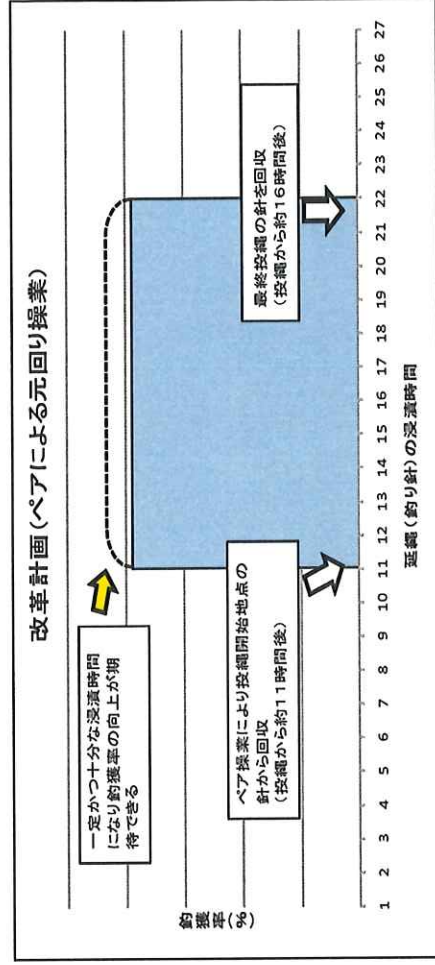 改革計画(ペアによる元回り操業)
一定かつ十分な浸漬時間
になり釣獲率の向上が期
待できる
ペア操業により投縄開始地点の
針から回収
(投縄から約11時間後)
最終投縄の針を回収
(投縄から約16時間後)
釣獲率(%)
1 2 3 4 5 6 7 8 9 10 11 12 13 14 15 16 17 18 19 20 21 22 23 24 25 26 27
延縄(釣り針)の浸漬時間